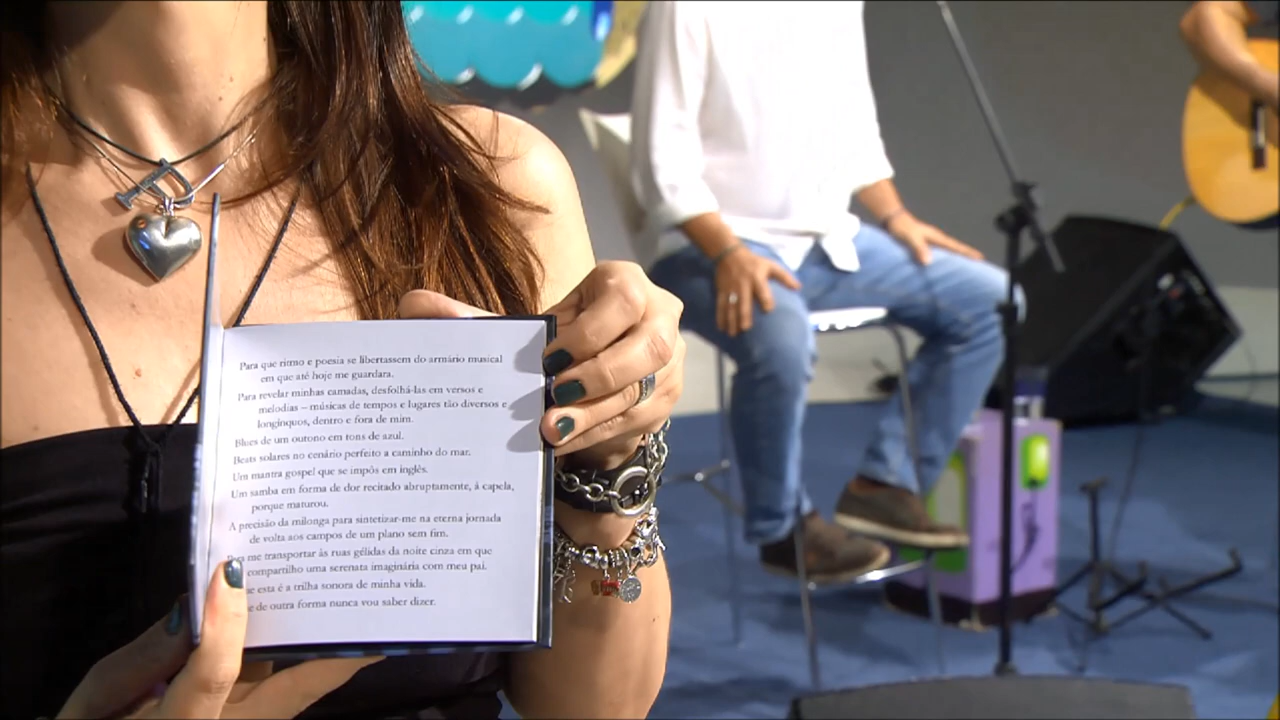 Para que ritmo e poesia se libertassem do armário musical
em que até hoje me guardara.
Para revelar minhas camadas, desfolhá-las em versos e
melodias – músicas de tempos e lugares tão diversos e
longínquos, dentro e fora de mim.
Blues de um outono em tons de azul.
Beats solares no cenário perfeito a caminho do mar.
Um mantra gospel que se impôs em inglês.
Um samba em forma de dor recitado abruptamente, à capela,
porque maturou.
A precisão da milonga para sintetizar-me na eterna jornada
de volta aos campos de um plano sem fim.
me transportar às ruas gélidas da noite cinza em que
compartilho uma serenata imaginária com meu pai.
esta é a trilha sonora de minha vida.
de outra forma nunca vou saber dizer.